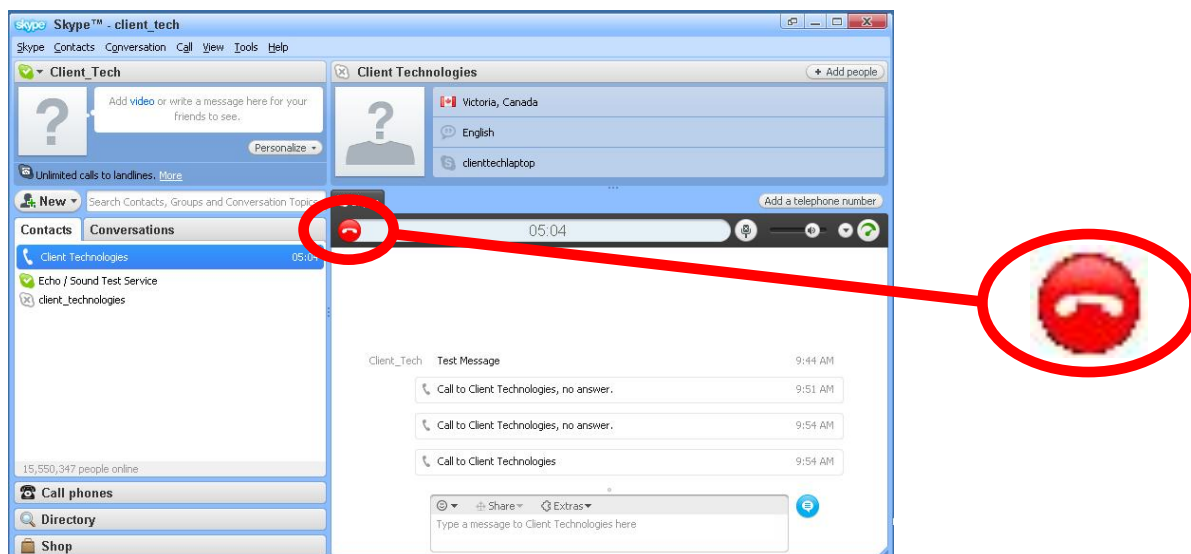 Skype™ - client_tech
Skype Contacts Conversation Call View Tools Help
Client_Tech
Add video or write a message here for your
friends to see.
Personalize
Unlimited calls to landlines. More
New
Search Contacts, Groups and Conversation Topics
Contacts Conversations
Client Technologies 05:04
Echo / Sound Test Service
client_technologies
15,550,347 people online
Call phones
Directory
Shop
Client Technologies
+ Add people
Victoria, Canada
English
clienttechlaptop
Add a telephone number
05:04
Client_Tech Test Message 9:44 AM
Call to Client Technologies, no answer. 9:51 AM
Call to Client Technologies, no answer. 9:54 AM
Call to Client Technologies 9:54 AM
Share Extras
Type a message to Client Technologies here